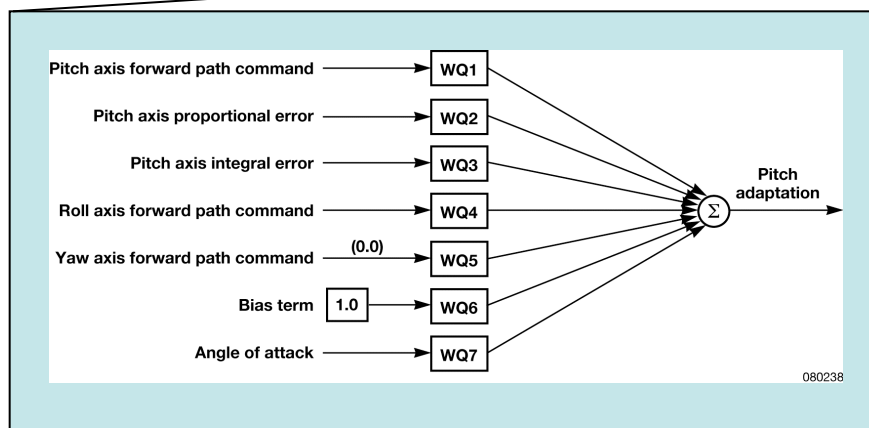 Pitch axis forward path command WQ1
Pitch axis proportional error WQ2
Pitch axis integral error WQ3
Roll axis forward path command WQ4
Yaw axis forward path command (0.0) WQ5
Bias term 1.0 WQ6
Angle of attack WQ7
Σ
Pitch
adaptation
080238